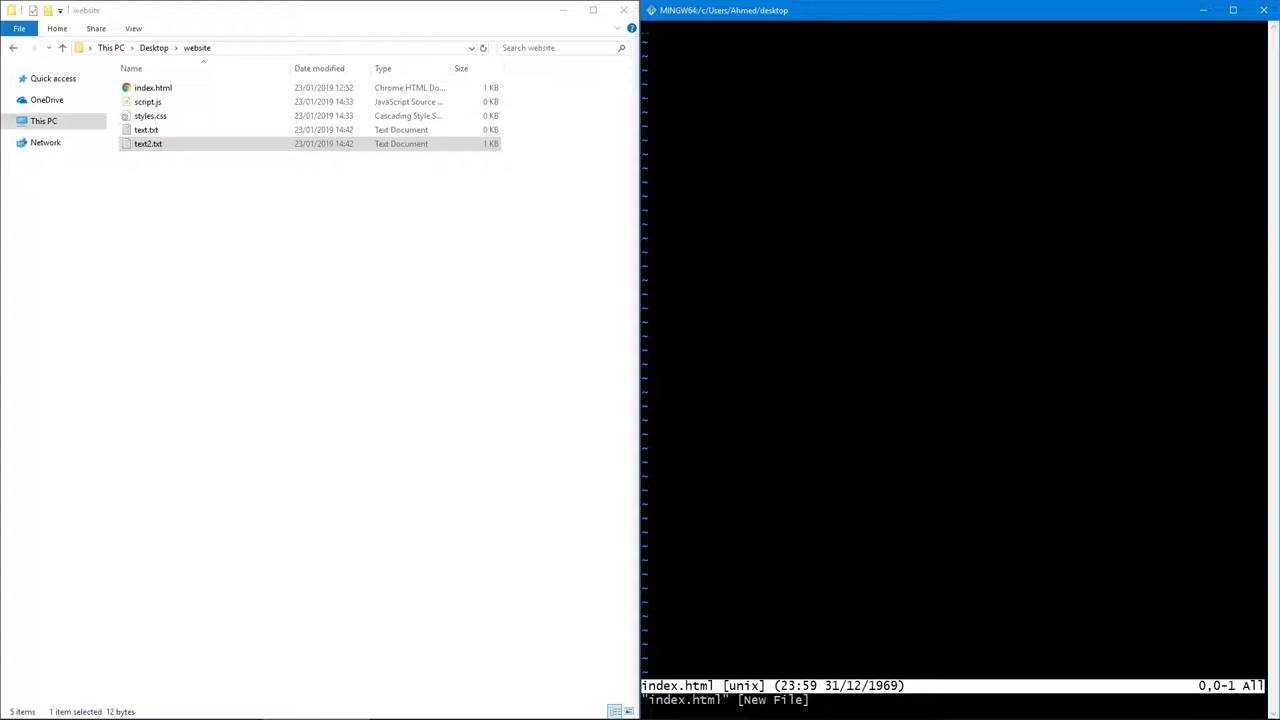 website
File Home Share View
This PC Desktop website
Search website
Name Date modified Type Size
Quick access
OneDrive
This PC
Network
index.html 23/01/2019 12:52 Chrome HTML Do... 1 KB
script.js 23/01/2019 14:33 JavaScript Source ... 0 KB
styles.css 23/01/2019 14:33 Cascading Style S... 0 KB
text.txt 23/01/2019 14:42 Text Document 0 KB
text2.txt 23/01/2019 14:42 Text Document 1 KB
5 items 1 item selected 12 bytes
MINGW64:/c/Users/Ahmed/desktop
index.html [unix] (23:59 31/12/1969) 0,0-1 All
"index.html" [New File]